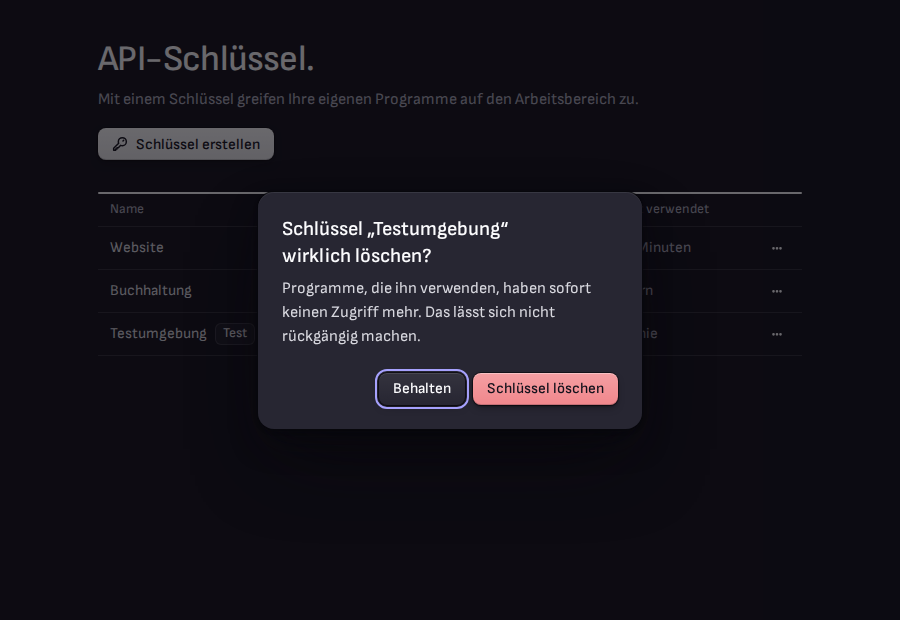 API-Schlüssel.
Mit einem Schlüssel greifen Ihre eigenen Programme auf den Arbeitsbereich zu.
Schlüssel erstellen
Name verwendet
Website Minuten
Buchhaltung
Testumgebung Test
Schlüssel „Testumgebung“
wirklich löschen?
Programme, die ihn verwenden, haben sofort
keinen Zugriff mehr. Das lässt sich nicht
rückgängig machen.
Behalten Schlüssel löschen